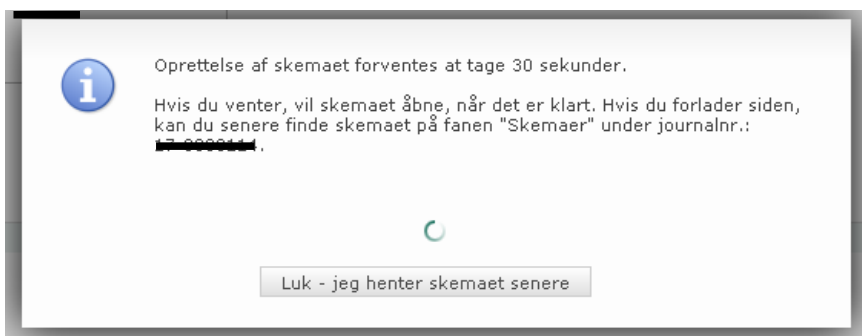 Oprettelse af skemaet forventes at tage 30 sekunder.
Hvis du venter, vil skemaet åbne, når det er klart. Hvis du forlader siden,
kan du senere finde skemaet på fanen "Skemaer" under journalnr.:
.
Luk - jeg henter skemaet senere